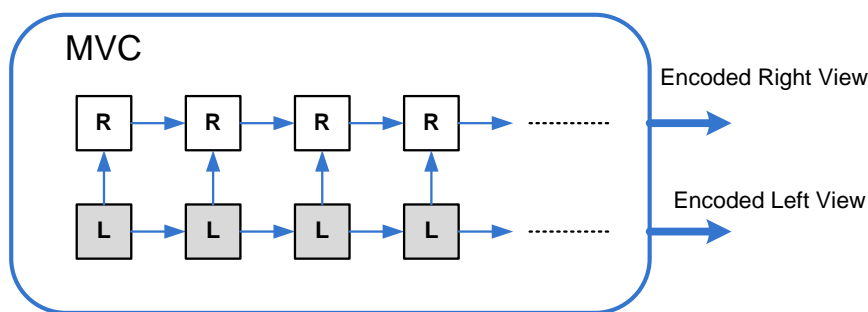 MVC
Encoded Right View
R R R R
Encoded Left View
L L L L